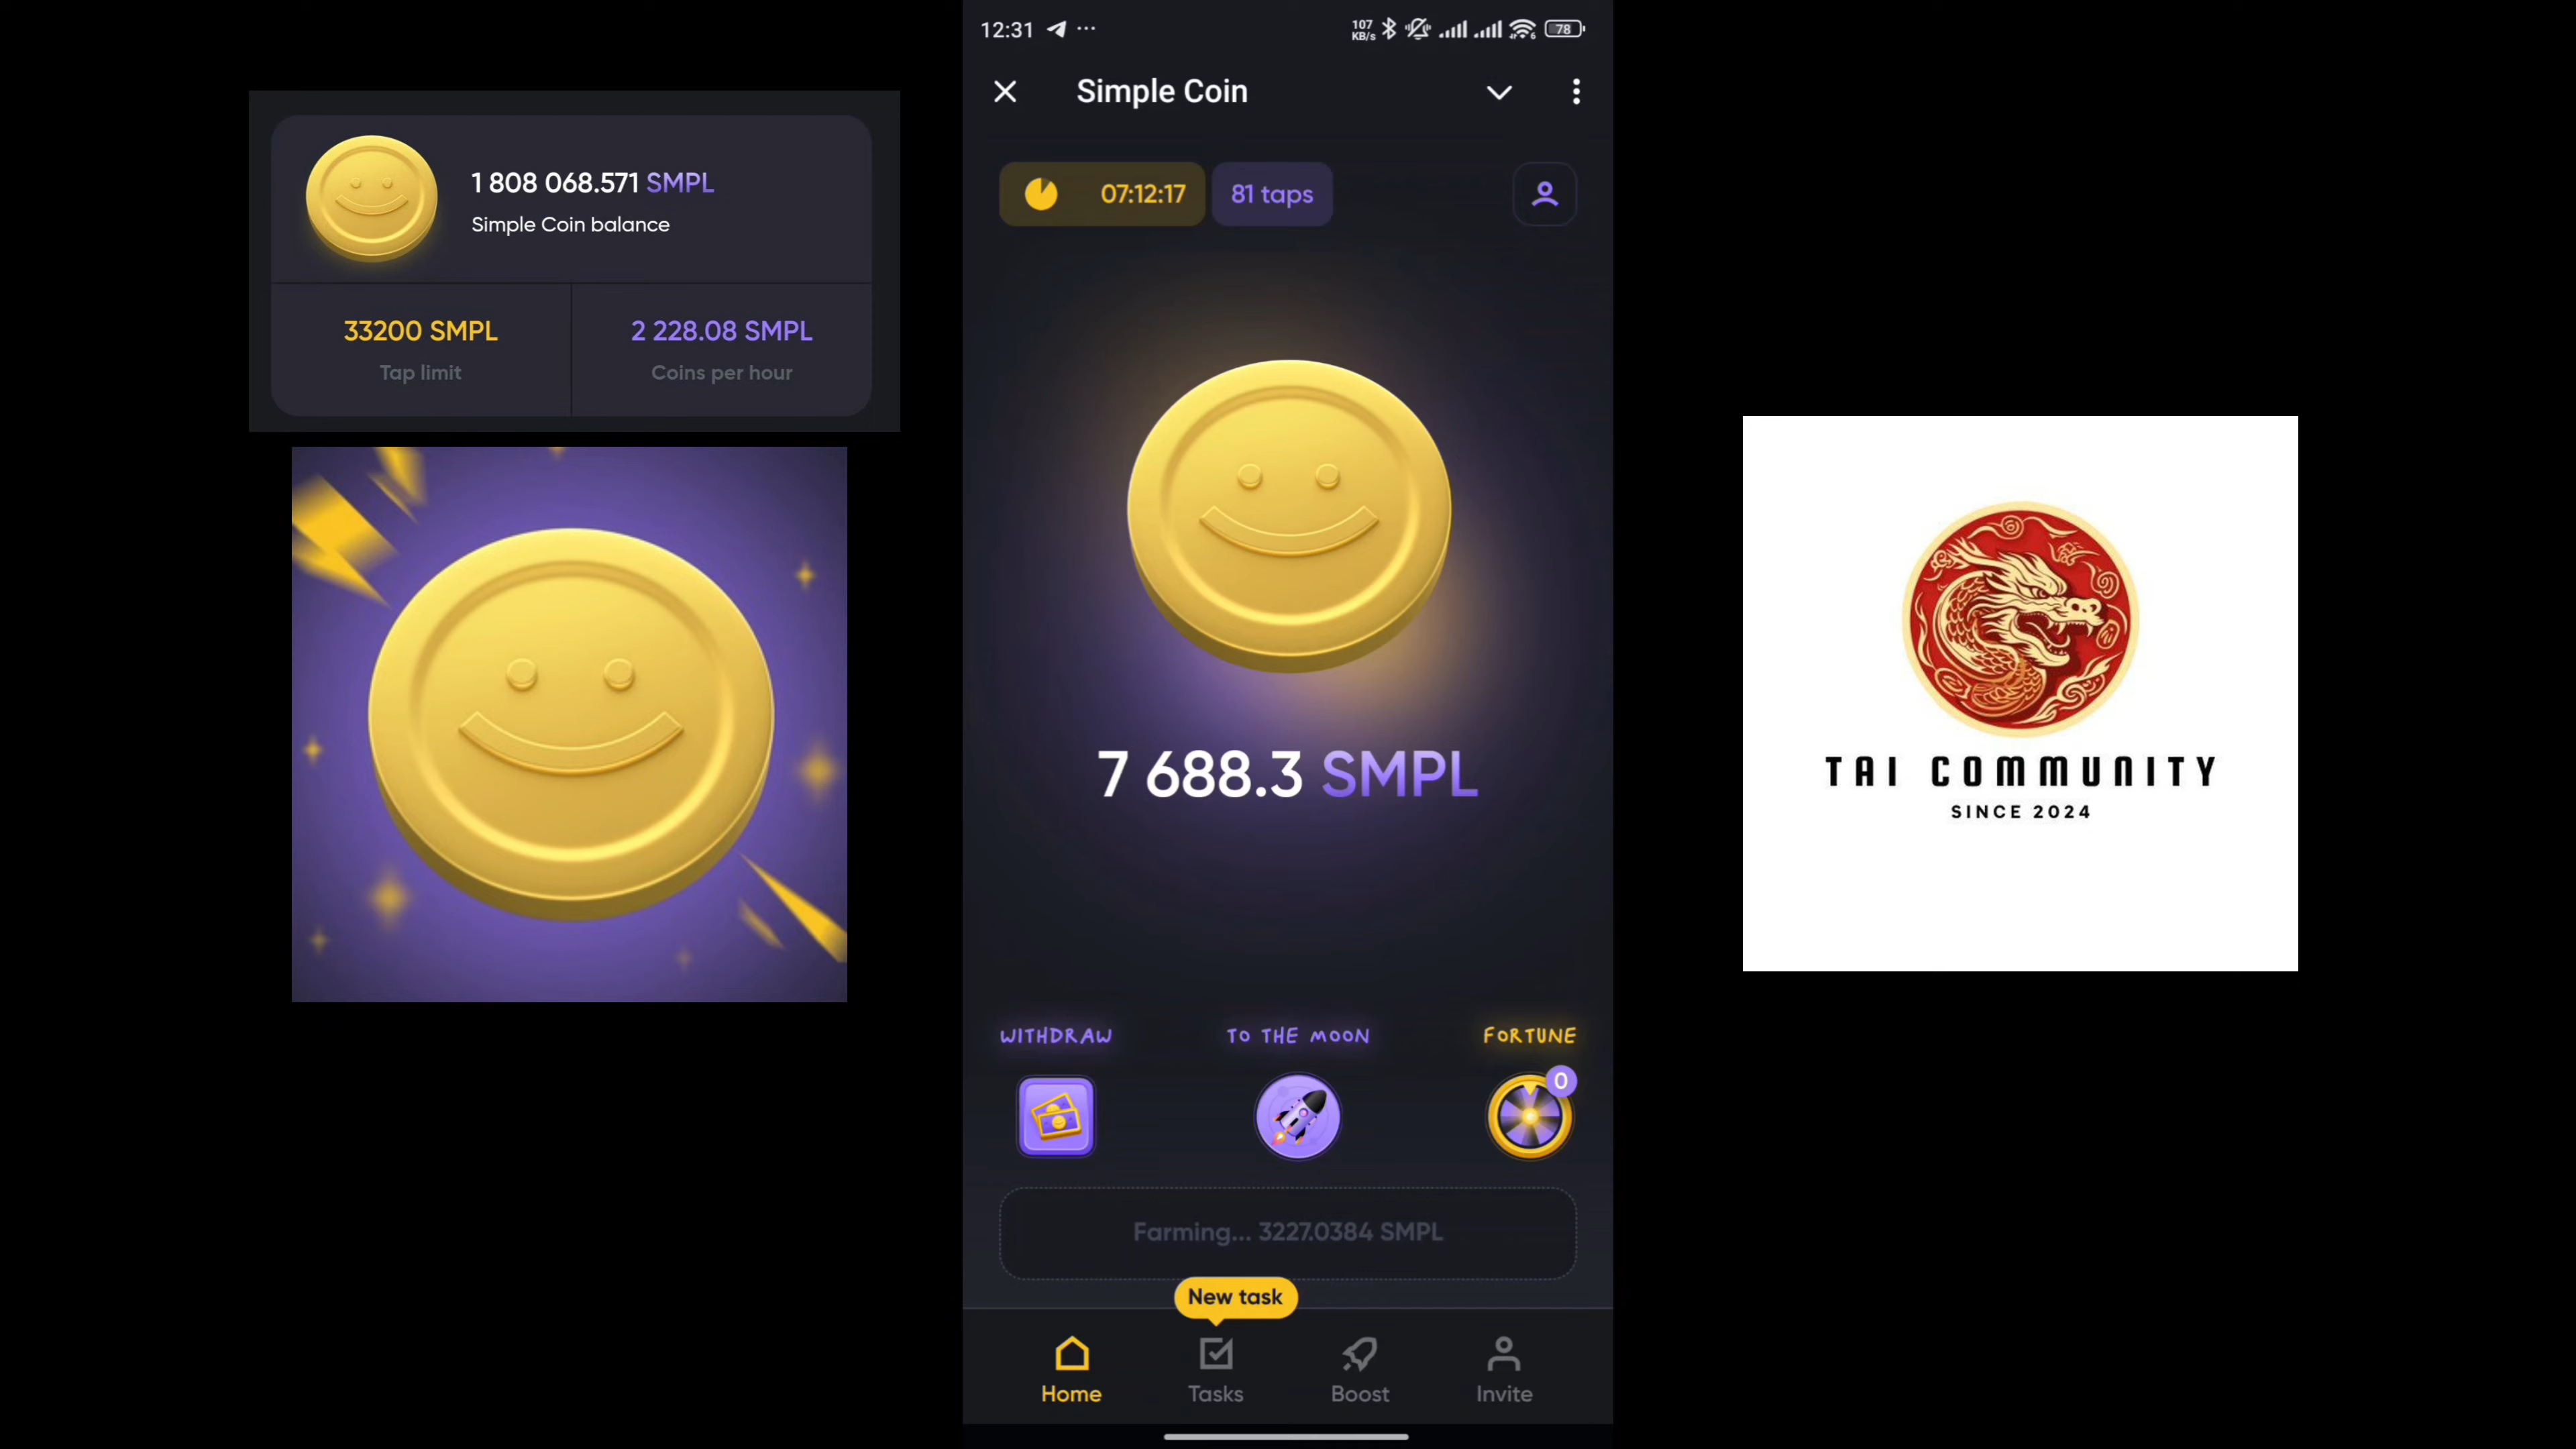 1 808 068.571 SMPL
Simple Coin balance
33200 SMPL
Tap limit
2 228.08 SMPL
Coins per hour
12:31
107
KB/s
78
Simple Coin
07:12:17
81 taps
7 688.3 SMPL
WITHDRAW
TO THE MOON
FORTUNE
0
Farming... 3227.0384 SMPL
New task
Home
Tasks
Boost
Invite
TAI COMMUNITY
SINCE 2024